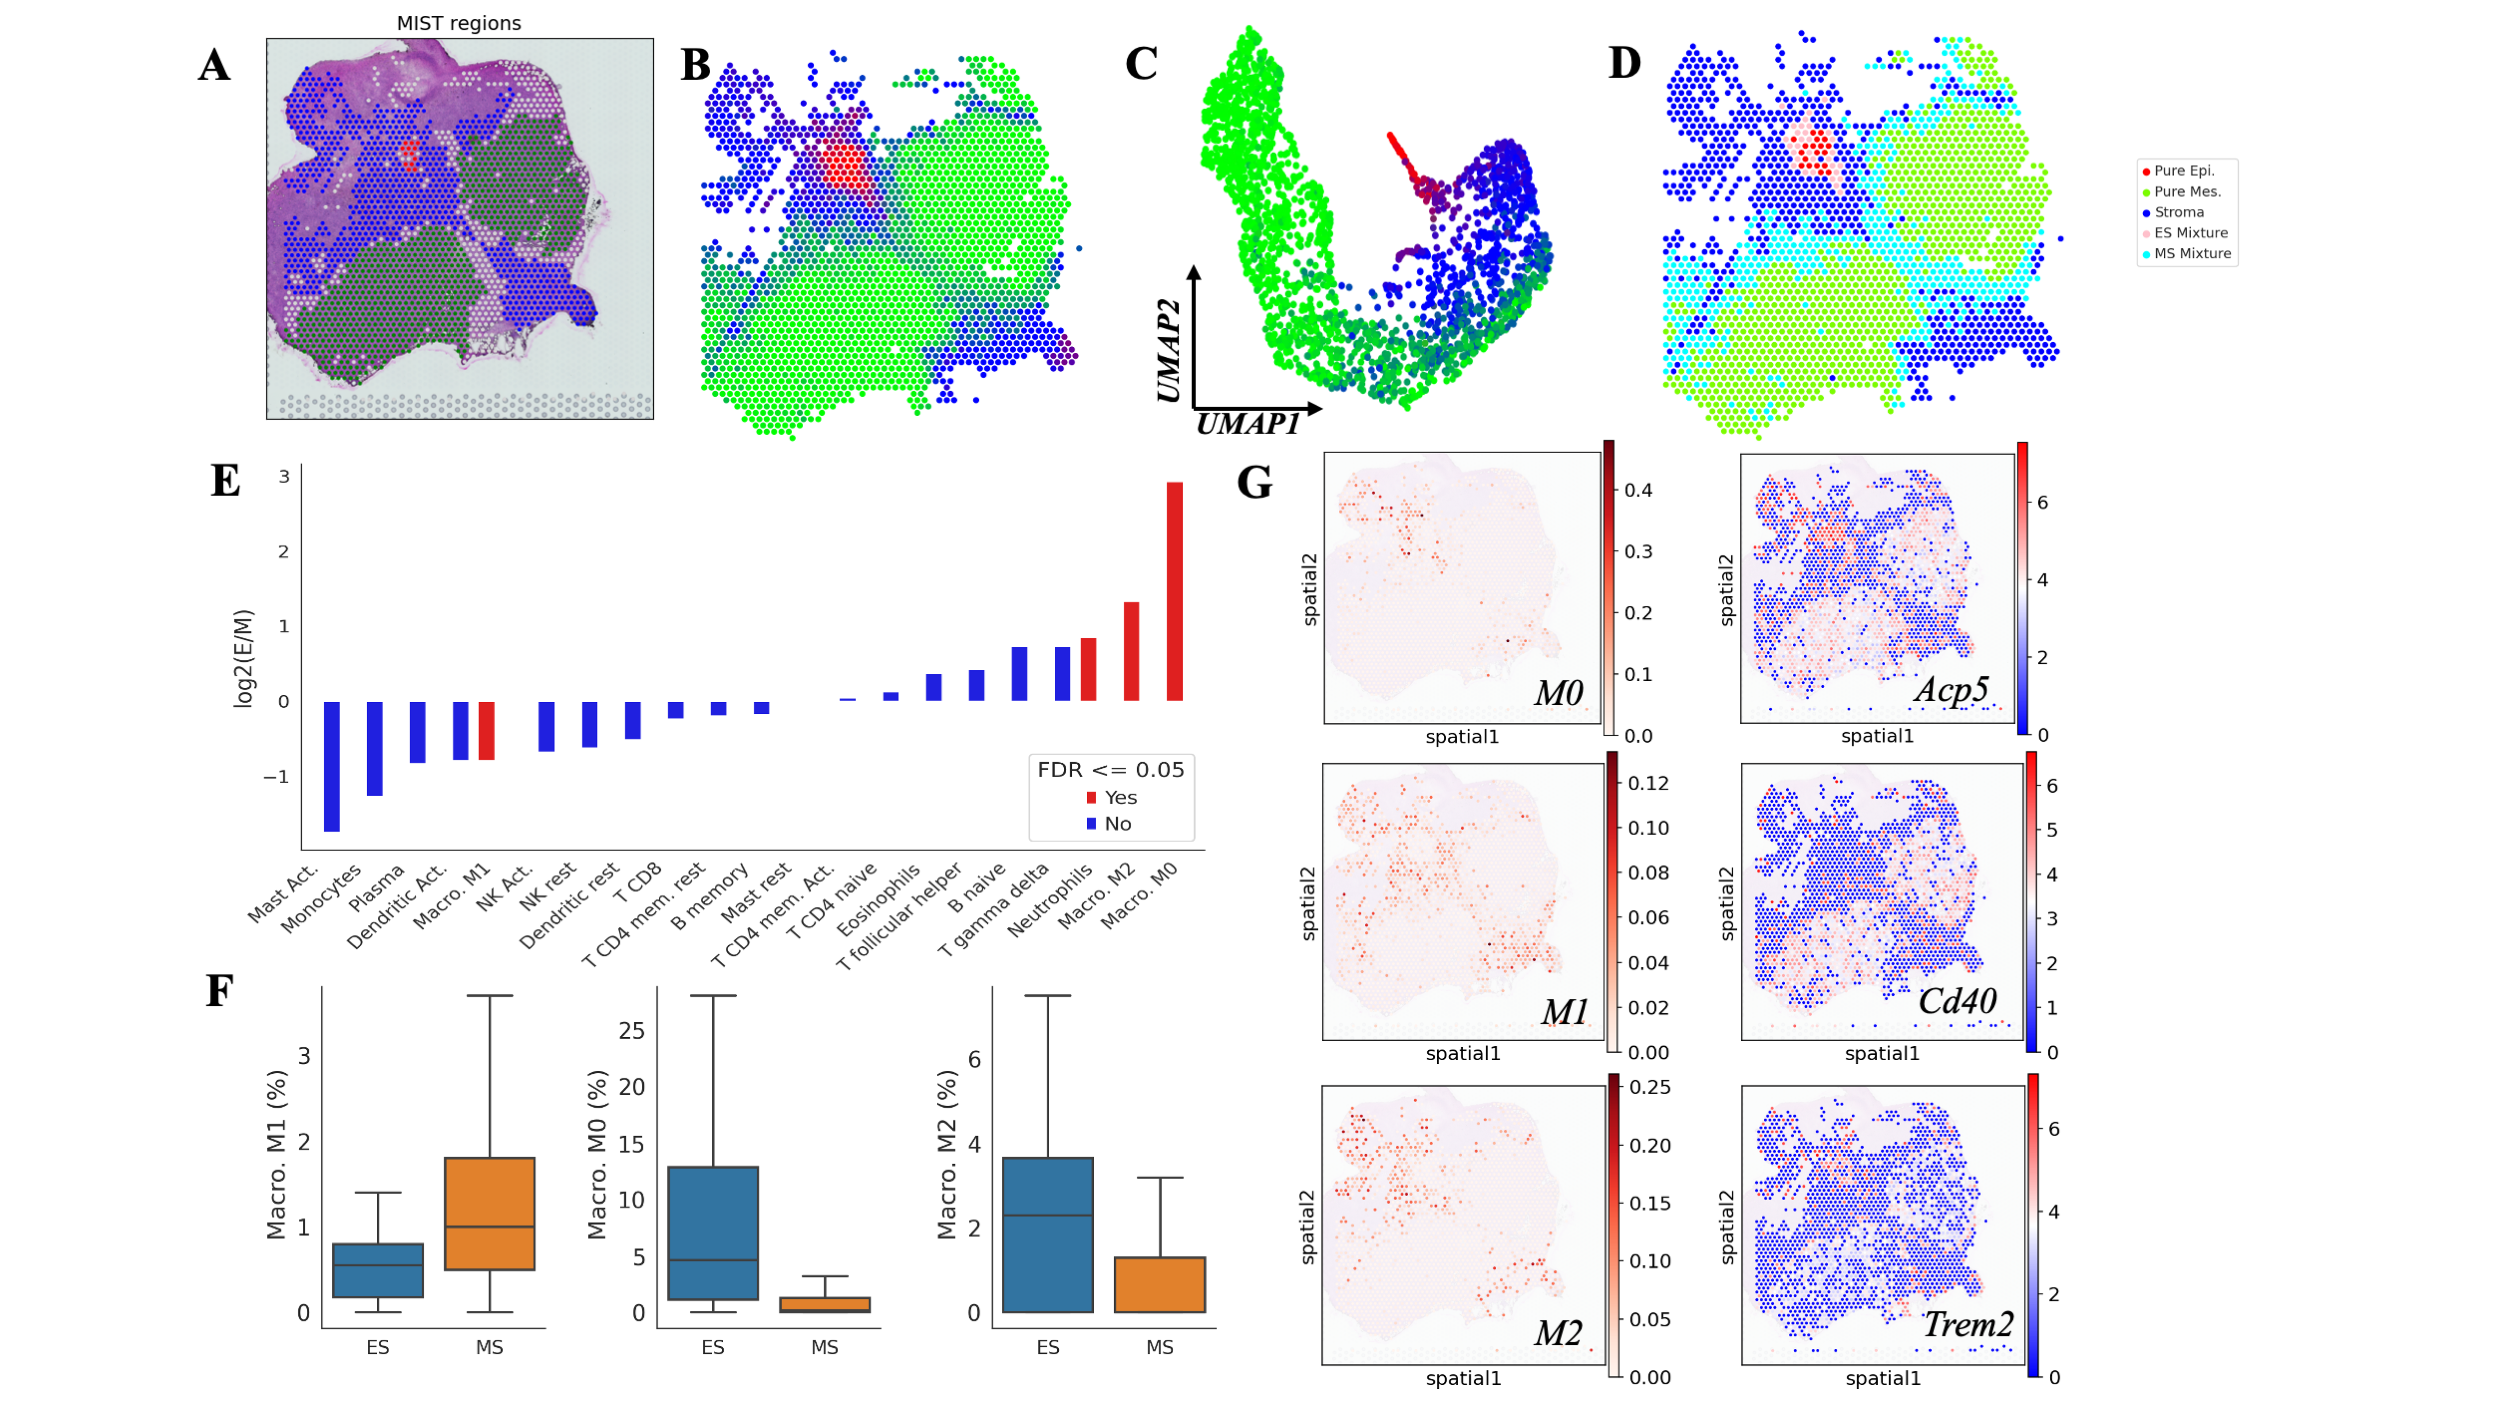 MIST regions
A
B
C
D
UMAP2
UMAP1
Pure Epi.
Pure Mes.
Stroma
ES Mixture
MS Mixture
E
log2(E/M)
3
2
1
0
−1
FDR <= 0.05
Yes
No
Mast Act.
Monocytes
Plasma
Dendritic Act.
Macro. M1
NK Act.
NK rest
Dendritic rest
T CD8
T CD4 mem. rest
B memory
Mast rest
T CD4 mem. Act.
T CD4 naive
Eosinophils
T follicular helper
B naive
T gamma delta
Neutrophils
Macro. M2
Macro. M0
F
Macro. M1 (%)
3
2
1
0
ES
MS
Macro. M0 (%)
25
20
15
10
5
0
ES
MS
Macro. M2 (%)
6
4
2
0
ES
MS
G
spatial2
M0
spatial1
0.4
0.3
0.2
0.1
0.0
spatial2
Acp5
spatial1
6
4
2
0
spatial2
M1
spatial1
0.12
0.10
0.08
0.06
0.04
0.02
0.00
spatial2
Cd40
spatial1
6
5
4
3
2
1
0
spatial2
M2
spatial1
0.25
0.20
0.15
0.10
0.05
0.00
spatial2
Trem2
spatial1
6
4
2
0